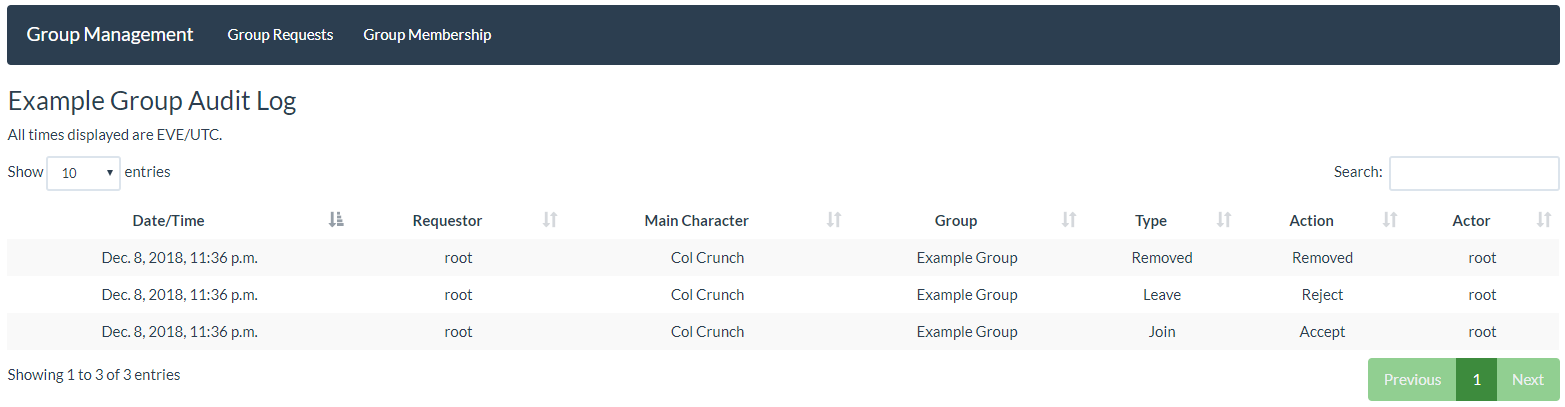 Group Management Group Requests Group Membership
Example Group Audit Log
All times displayed are EVE/UTC.
Show 10 entries Search:
Date/Time Requestor Main Character Group Type Action Actor
Dec. 8, 2018, 11:36 p.m. root Col Crunch Example Group Removed Removed root
Dec. 8, 2018, 11:36 p.m. root Col Crunch Example Group Leave Reject root
Dec. 8, 2018, 11:36 p.m. root Col Crunch Example Group Join Accept root
Showing 1 to 3 of 3 entries Previous 1 Next